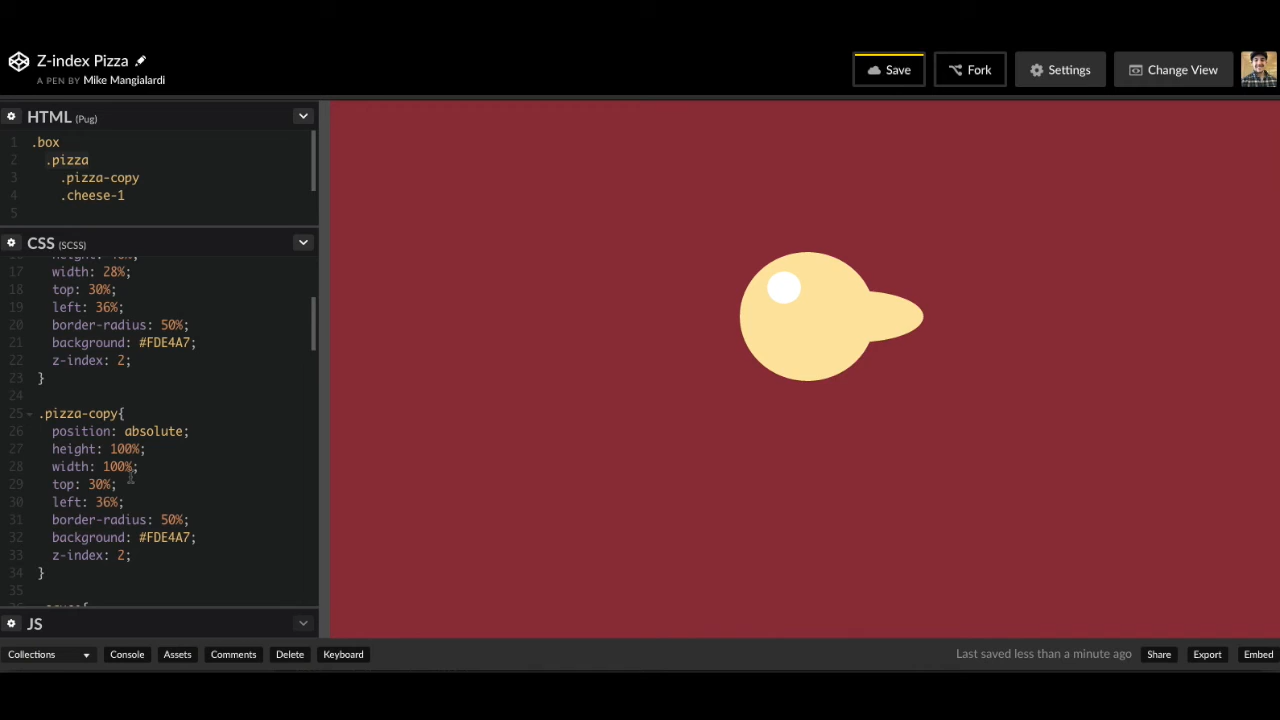 Z-index Pizza
A PEN BY Mike Mangialardi
Save
Fork
Settings
Change View
HTML (Pug)
1 .box
2 .pizza
3 .pizza-copy
4 .cheese-1
5
CSS (SCSS)
17 width: 28%;
18 top: 30%;
19 left: 36%;
20 border-radius: 50%;
21 background: #FDE4A7;
22 z-index: 2;
23 }
24
25 .pizza-copy{
26 position: absolute;
27 height: 100%;
28 width: 100%;
29 top: 30%;
30 left: 36%;
31 border-radius: 50%;
32 background: #FDE4A7;
33 z-index: 2;
34 }
35
JS
Collections
Console
Assets
Comments
Delete
Keyboard
Last saved less than a minute ago
Share
Export
Embed